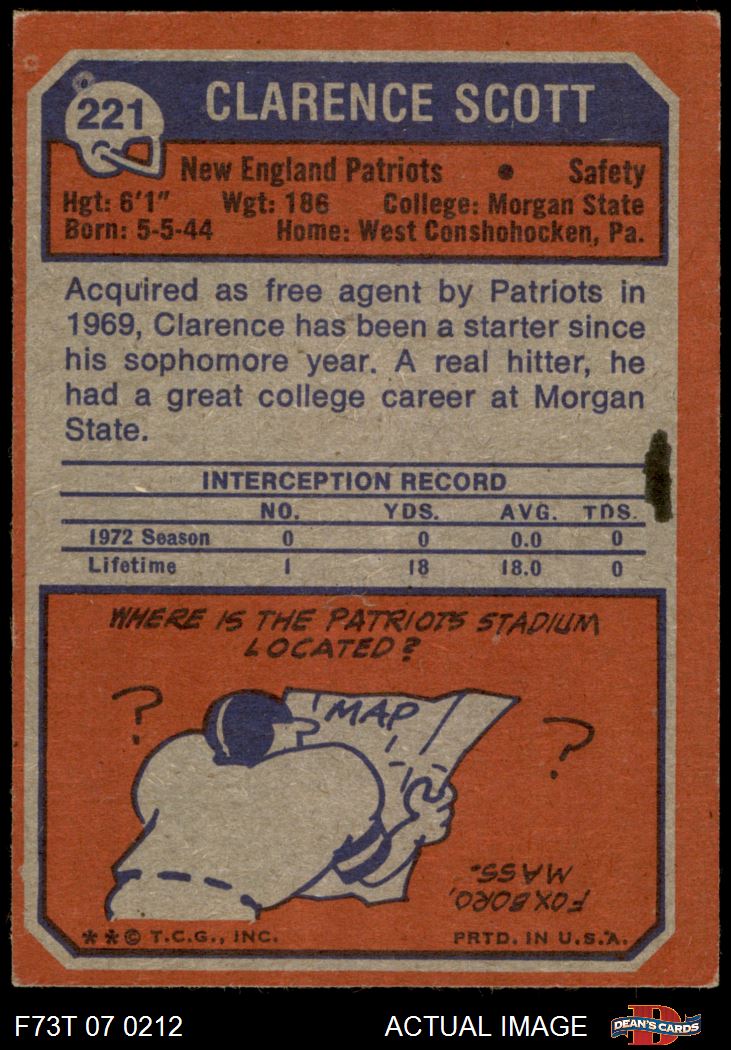 221
CLARENCE SCOTT
New England Patriots • Safety
Hgt: 6'1" Wgt: 186 College: Morgan State
Born: 5-5-44 Home: West Conshohocken, Pa.
Acquired as free agent by Patriots in
1969, Clarence has been a starter since
his sophomore year. A real hitter, he
had a great college career at Morgan
State.
INTERCEPTION RECORD
NO. YDS. AVG. TDS.
1972 Season 0 0 0.0 0
Lifetime 1 18 18.0 0
WHERE IS THE PATRIOTS STADIUM
LOCATED?
? MAP ?
FOXBORO,
MASS.
**© T.C.G., INC. PRTD. IN U.S.A.
F73T 07 0212 ACTUAL IMAGE D DEAN'S CARDS